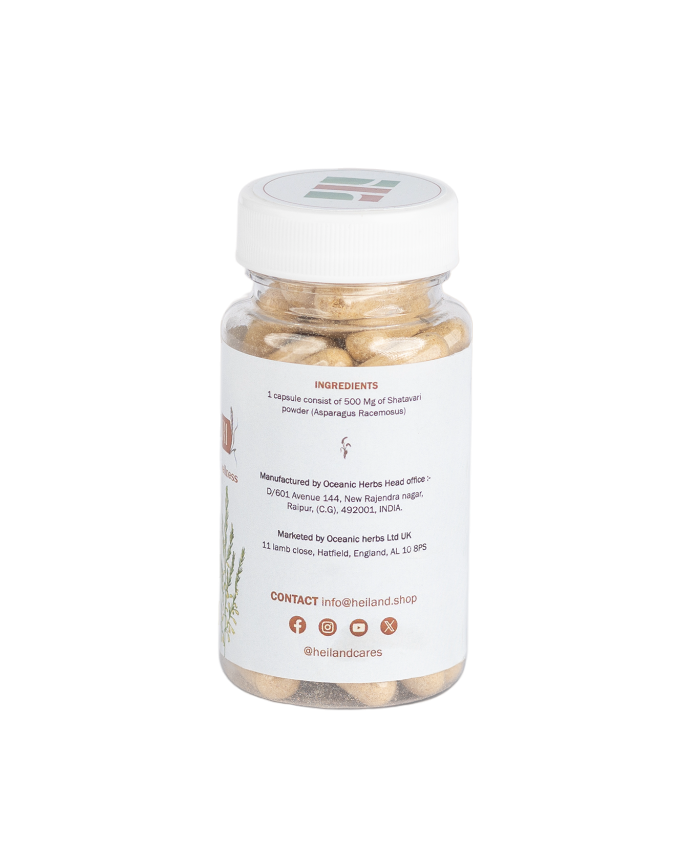 INGREDIENTS
1 capsule consist of 500 Mg of Shatavari
powder (Asparagus Racemosus)
Manufactured by Oceanic Herbs Head office :-
D/601 Avenue 144, New Rajendra nagar,
Raipur, (C.G), 492001, INDIA.
Marketed by Oceanic herbs Ltd UK
11 lamb close, Hatfield, England, AL 10 8PS
CONTACT info@heiland.shop
@heilandcares